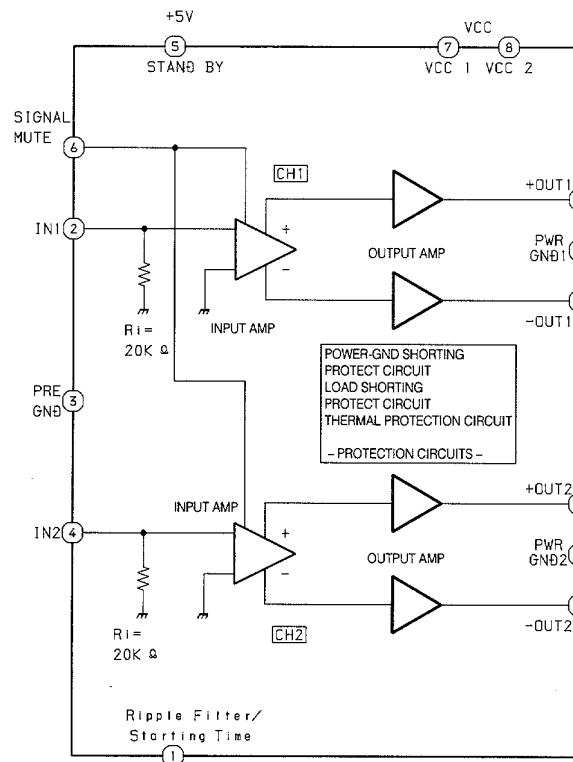 +5V
VCC
5
7
8
STAND BY
VCC 1
VCC 2
SIGNAL
MUTE
6
CH1
+OUT1
IN1
2
+
PWR
GND1
OUTPUT AMP
−
−OUT1
INPUT AMP
Ri=
20K Ω
POWER-GND SHORTING
PROTECT CIRCUIT
LOAD SHORTING
PROTECT CIRCUIT
THERMAL PROTECTION CIRCUIT
– PROTECTION CIRCUITS –
PRE
GND
3
+OUT2
INPUT AMP
IN2
4
+
PWR
GND2
OUTPUT AMP
−
−OUT2
Ri=
20K Ω
CH2
Ripple Filter/
Starting Time
1